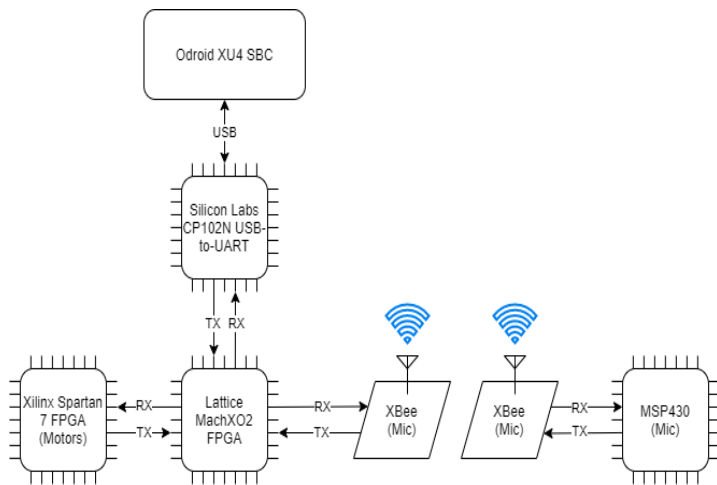 Odroid XU4 SBC
USB
Silicon Labs
CP102N USB-
to-UART
TX
RX
Xilinx Spartan
7 FPGA
(Motors)
RX
TX
Lattice
MachXO2
FPGA
RX
TX
XBee
(Mic)
XBee
(Mic)
RX
TX
MSP430
(Mic)